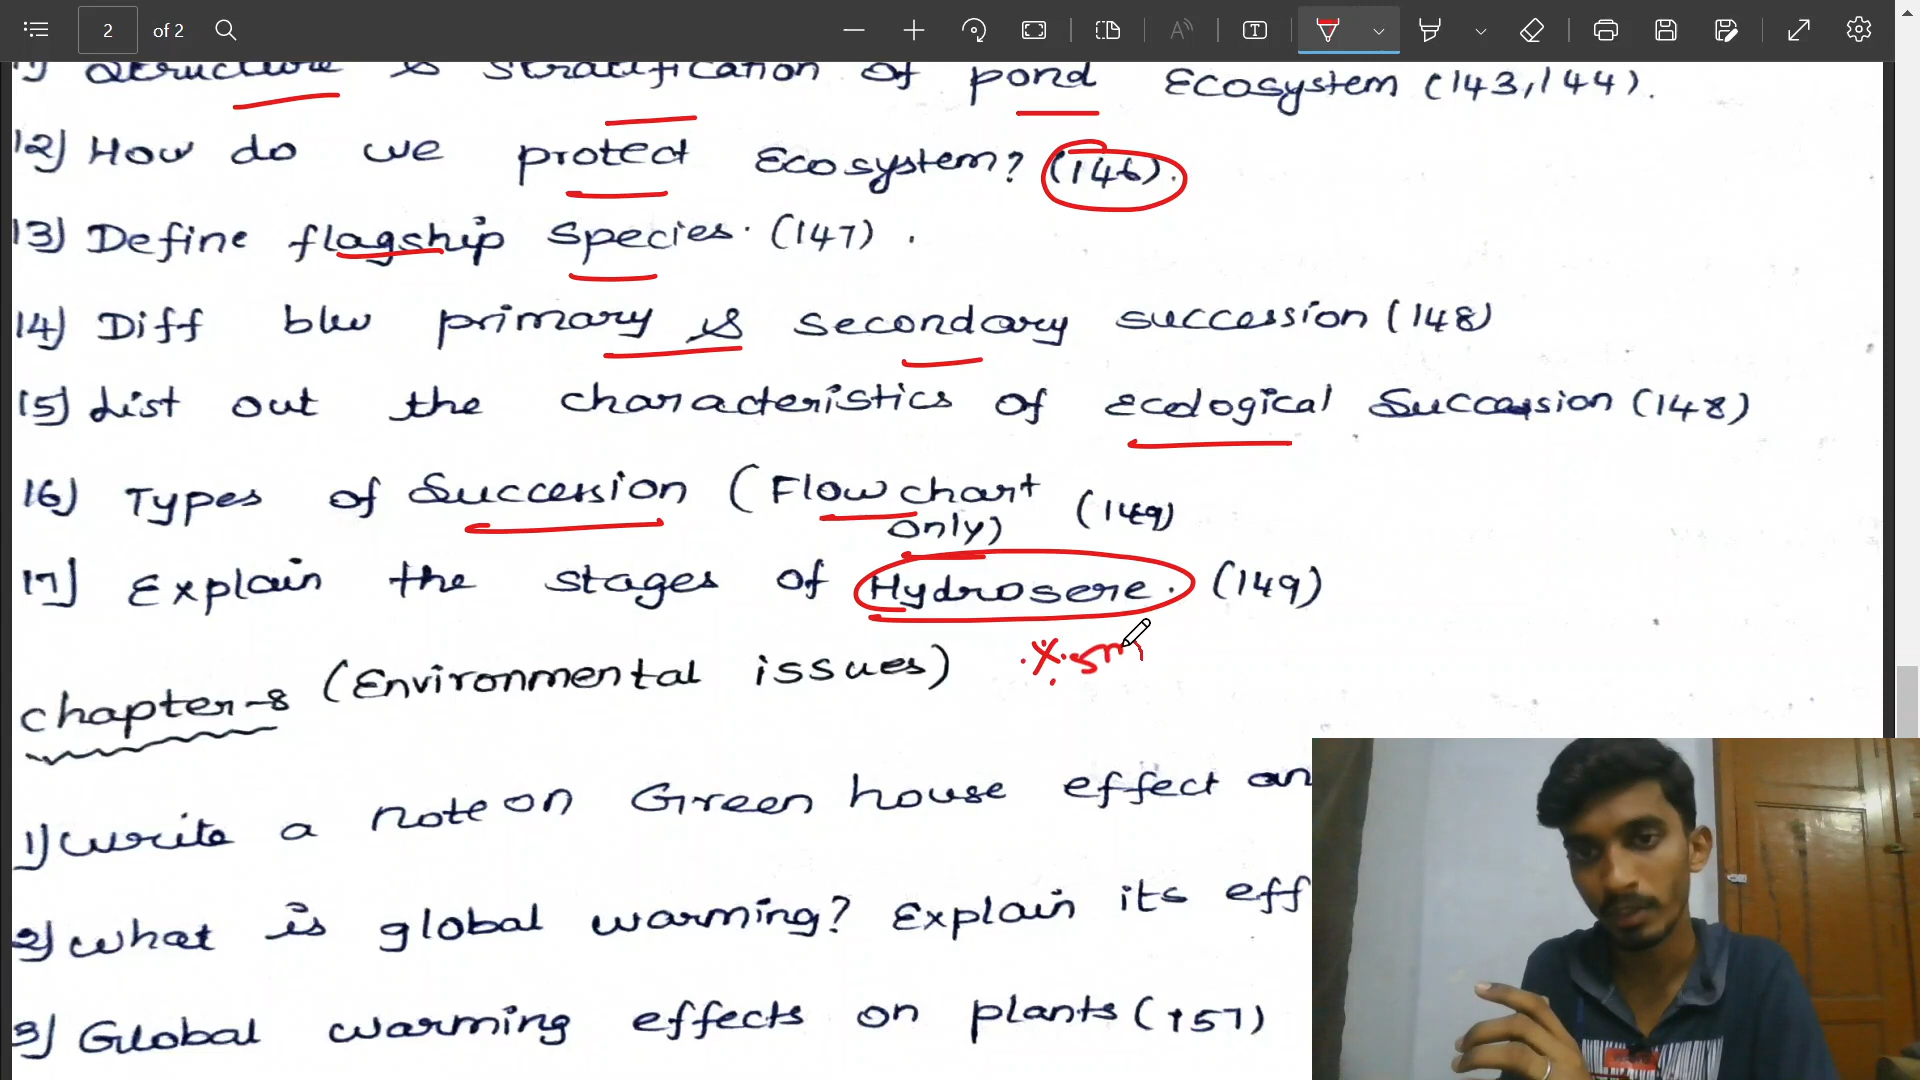 2 of 2
11) Structure & Stratification of pond Ecosystem (143,144).
12) How do we protect Ecosystem? (146).
13) Define flagship Species. (147).
14) Diff b/w primary & secondary succession (148)
15) List out the characteristics of Ecological Succession (148)
16) Types of Succession (Flow chart only) (149)
17) Explain the stages of Hydrosere. (149)
5m
chapter-8 (Environmental issues)
1) Write a note on Green house effect an
2) What is global warming? Explain its eff
3) Global warming effects on plants (157)